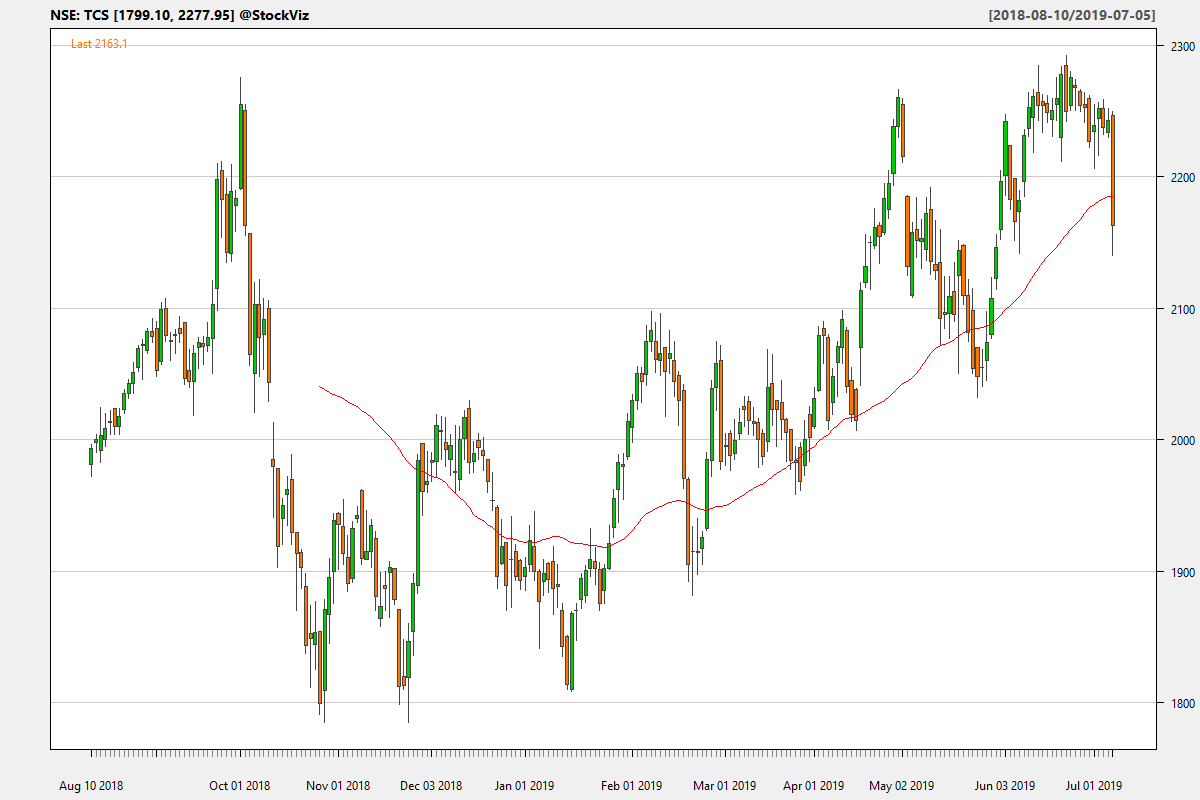 NSE: TCS [1799.10, 2277.95] @StockViz
[2018-08-10/2019-07-05]
Last 2163.1
2300
2200
2100
2000
1900
1800
Aug 10 2018 Oct 01 2018 Nov 01 2018 Dec 03 2018 Jan 01 2019 Feb 01 2019 Mar 01 2019 Apr 01 2019 May 02 2019 Jun 03 2019 Jul 01 2019